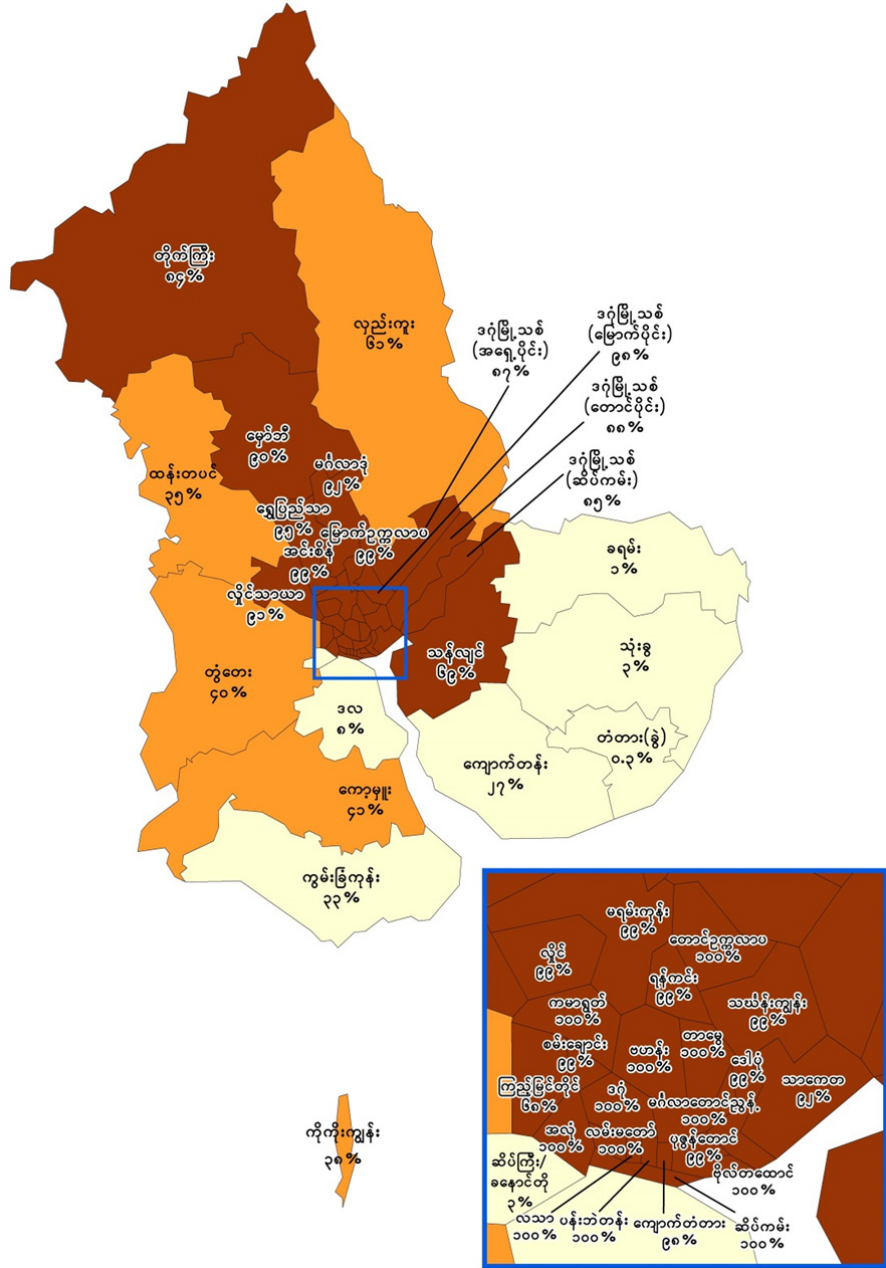 တိုက်ကြီး
၈၄%
လှည်းကူး
၆၁%
ဒဂုံမြို့သစ်
(အရှေ့ပိုင်း)
၈၇%
ဒဂုံမြို့သစ်
(မြောက်ပိုင်း)
၉၈%
ဒဂုံမြို့သစ်
(တောင်ပိုင်း)
၈၈%
ဒဂုံမြို့သစ်
(ဆိပ်ကမ်း)
၈၅%
မှော်ဘီ
၉၀%
မင်္ဂလာဒုံ
၉၂%
ထန်းတပင်
၃၅%
ရွှေပြည်သာ
၉၅%
မြောက်ဥက္ကလာပ
၉၉%
အင်းစိန်
၉၉%
လှိုင်သာယာ
၉၁%
ခရမ်း
၁%
သုံးခွ
၃%
သန်လျင်
၆၉%
တွံတေး
၄၀%
ဒလ
၈%
တံတား(ခွဲ)
၀.၃%
ကျောက်တန်း
၂၇%
ကော့မှူး
၄၁%
ကွမ်းခြံကုန်း
၃၃%
ကိုကိုးကျွန်း
၃၈%
မရမ်းကုန်း
၉၉%
တောင်ဥက္ကလာပ
၁၀၀%
လှိုင်
၉၉%
ရန်ကင်း
၉၉%
ကမာရွတ်
၁၀၀%
သင်္ဃန်းကျွန်း
၉၉%
စမ်းချောင်း
၉၉%
ဗဟန်း
၁၀၀%
တာမွေ
၁၀၀%
ဒေါပုံ
၉၉%
သာကေတ
၉၂%
ကြည့်မြင်တိုင်
၆၈%
ဒဂုံ
၁၀၀%
မင်္ဂလာတောင်ညွန့်
၁၀၀%
အလုံ
၁၀၀%
လမ်းမတော်
၁၀၀%
ပုဇွန်တောင်
၉၉%
ဗိုလ်တထောင်
၁၀၀%
ဆိပ်ကြီး/
ခနောင်တို
၃%
လသာ
၁၀၀%
ပန်းဘဲတန်း
၁၀၀%
ကျောက်တံတား
၉၈%
ဆိပ်ကမ်း
၁၀၀%